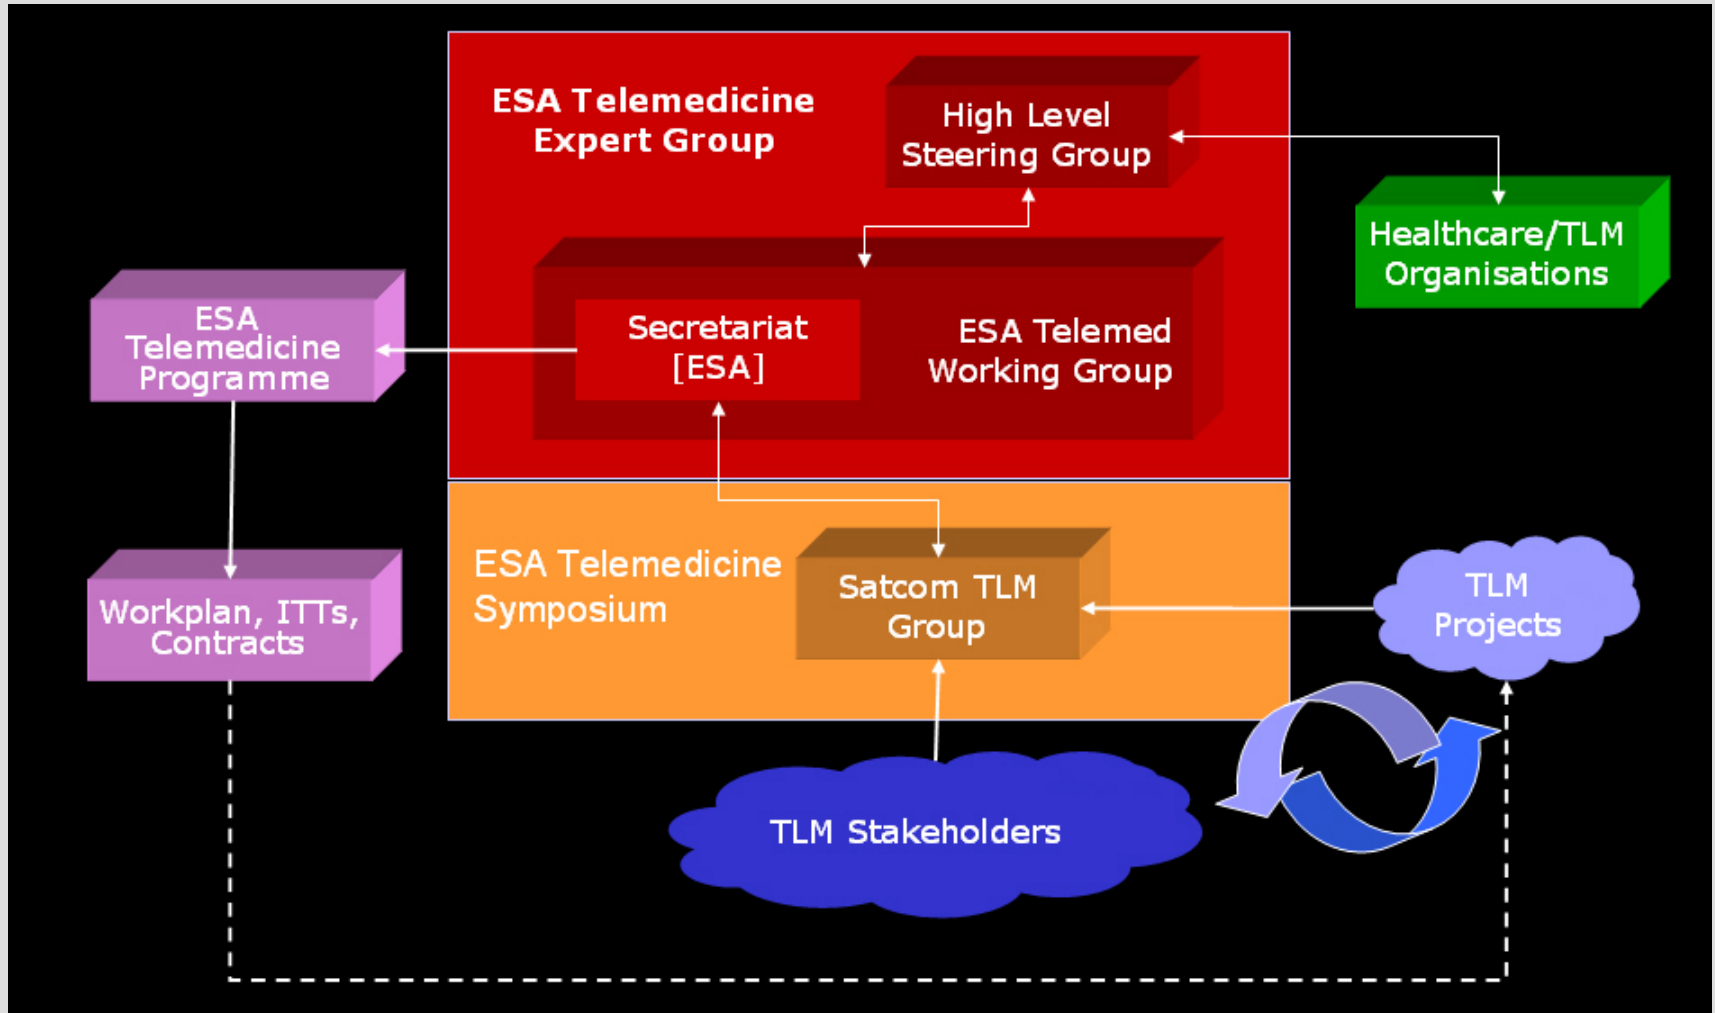 ESA Telemedicine
Expert Group
High Level
Steering Group
Healthcare/TLM
Organisations
ESA
Telemedicine
Programme
Secretariat
[ESA]
ESA Telemed
Working Group
Workplan, ITTs,
Contracts
ESA Telemedicine
Symposium
Satcom TLM
Group
TLM
Projects
TLM Stakeholders